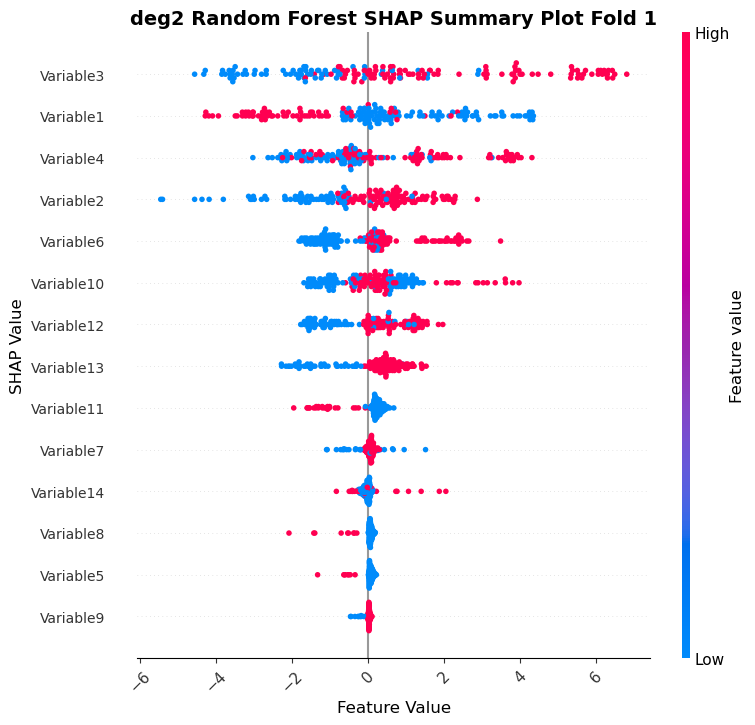 deg2 Random Forest SHAP Summary Plot Fold 1
High
Variable3
Variable1
Variable4
Variable2
Variable6
Variable10
Variable12
Variable13
Variable11
Variable7
Variable14
Variable8
Variable5
Variable9
SHAP Value
Feature value
Low
−6
−4
−2
0
2
4
6
Feature Value